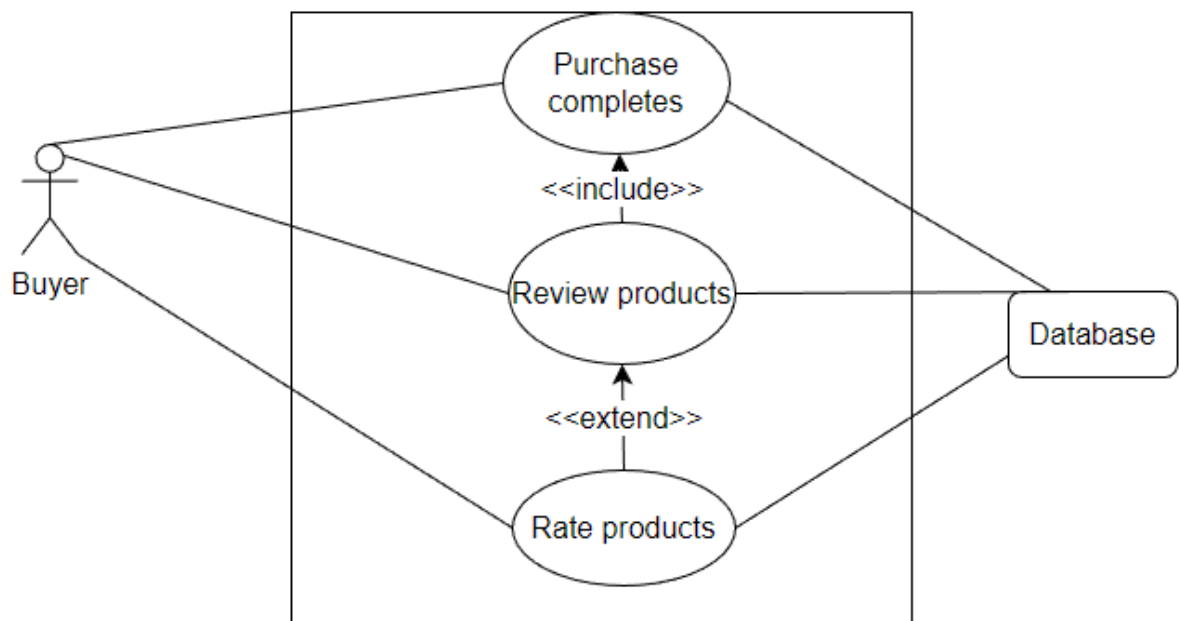 Purchase
completes
<<include>>
Buyer
Review products
Database
<<extend>>
Rate products